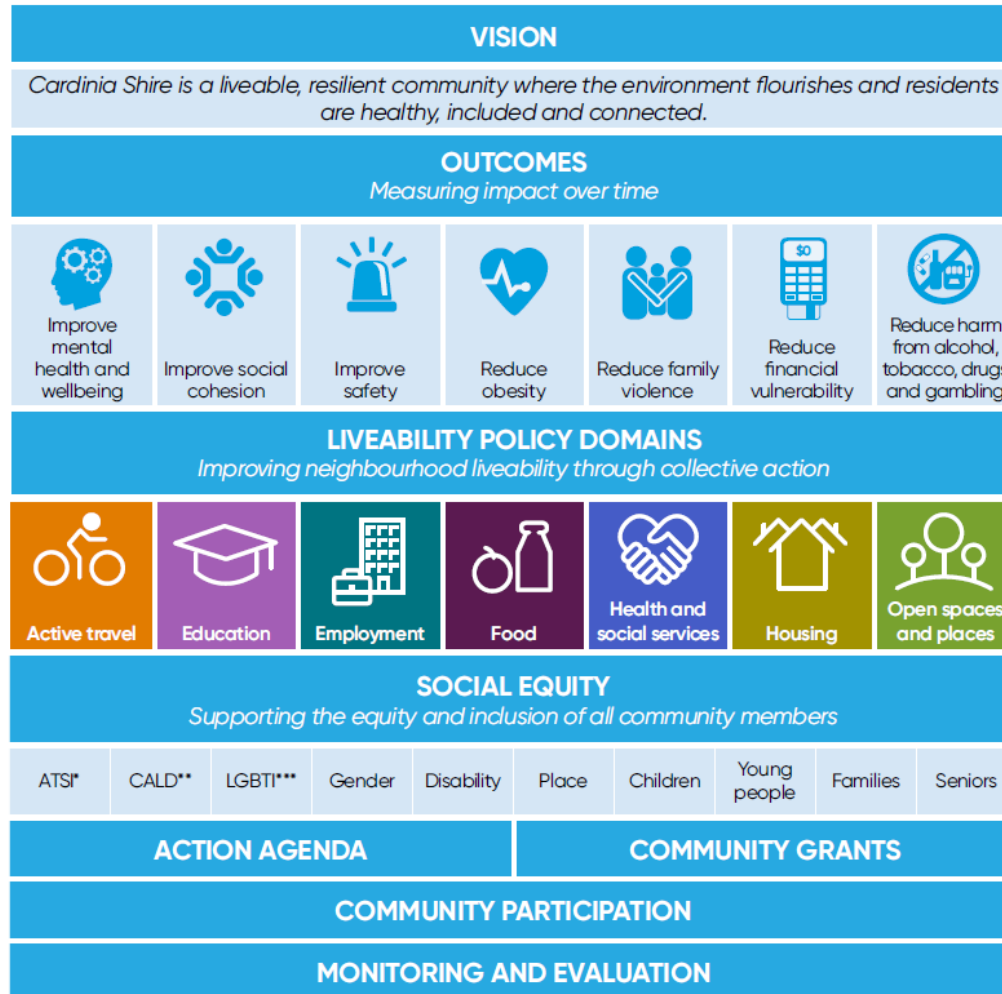 VISION
Cardinia Shire is a liveable, resilient community where the environment flourishes and residents
are healthy, included and connected.
OUTCOMES
Measuring impact over time
Improve
mental
health and
wellbeing
Improve social
cohesion
Improve
safety
Reduce
obesity
Reduce family
violence
$0
Reduce
financial
vulnerability
Reduce harm
from alcohol,
tobacco, drugs
and gambling
LIVEABILITY POLICY DOMAINS
Improving neighbourhood liveability through collective action
Active travel
Education
Employment
Food
Health and
social services
Housing
Open spaces
and places
SOCIAL EQUITY
Supporting the equity and inclusion of all community members
ATSI*
CALD**
LGBTI***
Gender
Disability
Place
Children
Young
people
Families
Seniors
ACTION AGENDA
COMMUNITY GRANTS
COMMUNITY PARTICIPATION
MONITORING AND EVALUATION